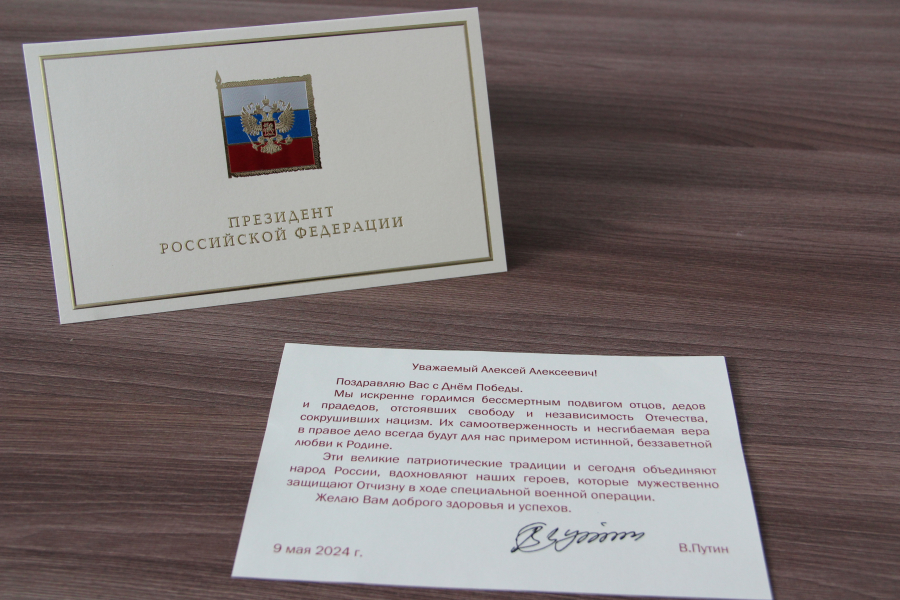 ПРЕЗИДЕНТ
РОССИЙСКОЙ ФЕДЕРАЦИИ
Уважаемый Алексей Алексеевич!
Поздравляю Вас с Днём Победы.
Мы искренне гордимся бессмертным подвигом отцов, дедов
и прадедов, отстоявших свободу и независимость Отечества,
сокрушивших нацизм. Их самоотверженность и несгибаемая вера
в правое дело всегда будут для нас примером истинной, беззаветной
любви к Родине.
Эти великие патриотические традиции и сегодня объединяют
народ России, вдохновляют наших героев, которые мужественно
защищают Отчизну в ходе специальной военной операции.
Желаю Вам доброго здоровья и успехов.
9 мая 2024 г.
В.Путин